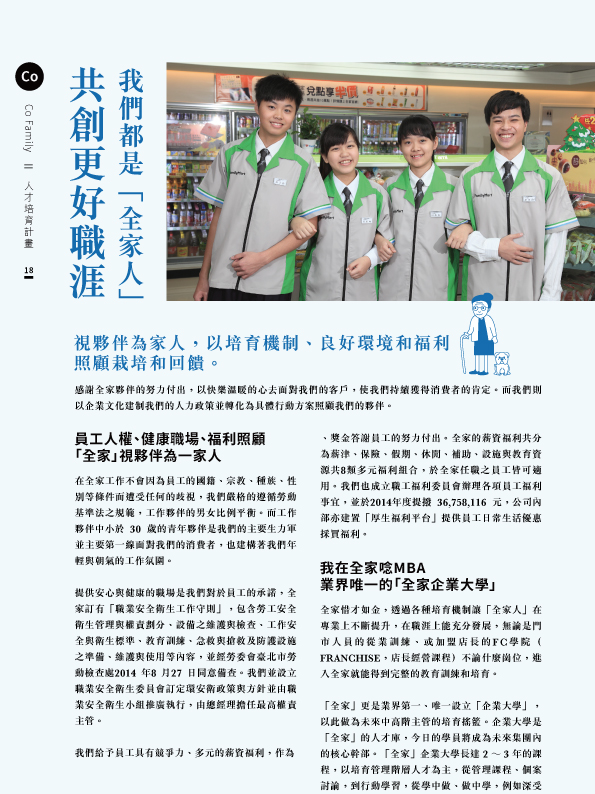 Co
Co Family
人才培育計畫
18
我們都是「全家人」
共創更好職涯
兌點享半價
FamilyMart
FamilyMart
視夥伴為家人，以培育機制、良好環境和福利
照顧栽培和回饋。
感謝全家夥伴的努力付出，以快樂溫暖的心去面對我們的客戶，使我們持續獲得消費者的肯定。而我們則
以企業文化建制我們的人力政策並轉化為具體行動方案照顧我們的夥伴。
員工人權、健康職場、福利照顧
「全家」視夥伴為一家人
在全家工作不會因為員工的國籍、宗教、種族、性
別等條件而遭受任何的歧視，我們嚴格的遵循勞動
基準法之規範，工作夥伴的男女比例平衡。而工作
夥伴中小於 30 歲的青年夥伴是我們的主要生力軍
並主要第一線面對我們的消費者，也建構著我們年
輕與朝氣的工作氛圍。
提供安心與健康的職場是我們對於員工的承諾，全
家訂有「職業安全衛生工作守則」，包含勞工安全
衛生管理與權責劃分、設備之維護與檢查、工作安
全與衛生標準、教育訓練、急救與搶救及防護設施
之準備、維護與使用等內容，並經勞委會臺北市勞
動檢查處2014 年8 月27 日同意備查。我們並設立
職業安全衛生委員會訂定環安衛政策與方針並由職
業安全衛生小組推廣執行，由總經理擔任最高權責
主管。
我們給予員工具有競爭力、多元的薪資福利，作為
、獎金答謝員工的努力付出。全家的薪資福利共分
為薪津、保險、假期、休閒、補助、設施與教育資
源共8類多元福利組合，於全家任職之員工皆可適
用。我們也成立職工福利委員會辦理各項員工福利
事宜，並於2014年度提撥 36,758,116 元，公司內
部亦建置「厚生福利平台」提供員工日常生活優惠
採買福利。
我在全家唸MBA
業界唯一的「全家企業大學」
全家惜才如金，透過各種培育機制讓「全家人」在
專業上不斷提升，在職涯上能充分發展，無論是門
市人員的從業訓練、或加盟店長的FC學院（
FRANCHISE，店長經營課程）不論什麼崗位，進
入全家就能得到完整的教育訓練和培育。
「全家」更是業界第一、唯一設立「企業大學」，
以此做為未來中高階主管的培育搖籃。企業大學是
「全家」的人才庫，今日的學員將成為未來集團內
的核心幹部。「全家」企業大學長達 2 ～ 3 年的課
程，以培育管理階層人才為主，從管理課程、個案
討論，到行動學習，從學中做、做中學，例如深受